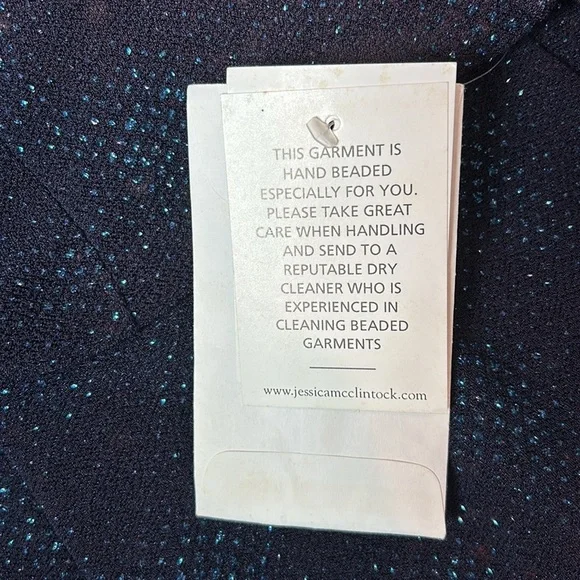 THIS GARMENT IS
HAND BEADED
ESPECIALLY FOR YOU.
PLEASE TAKE GREAT
CARE WHEN HANDLING
AND SEND TO A
REPUTABLE DRY
CLEANER WHO IS
EXPERIENCED IN
CLEANING BEADED
GARMENTS
www.jessicamcclintock.com